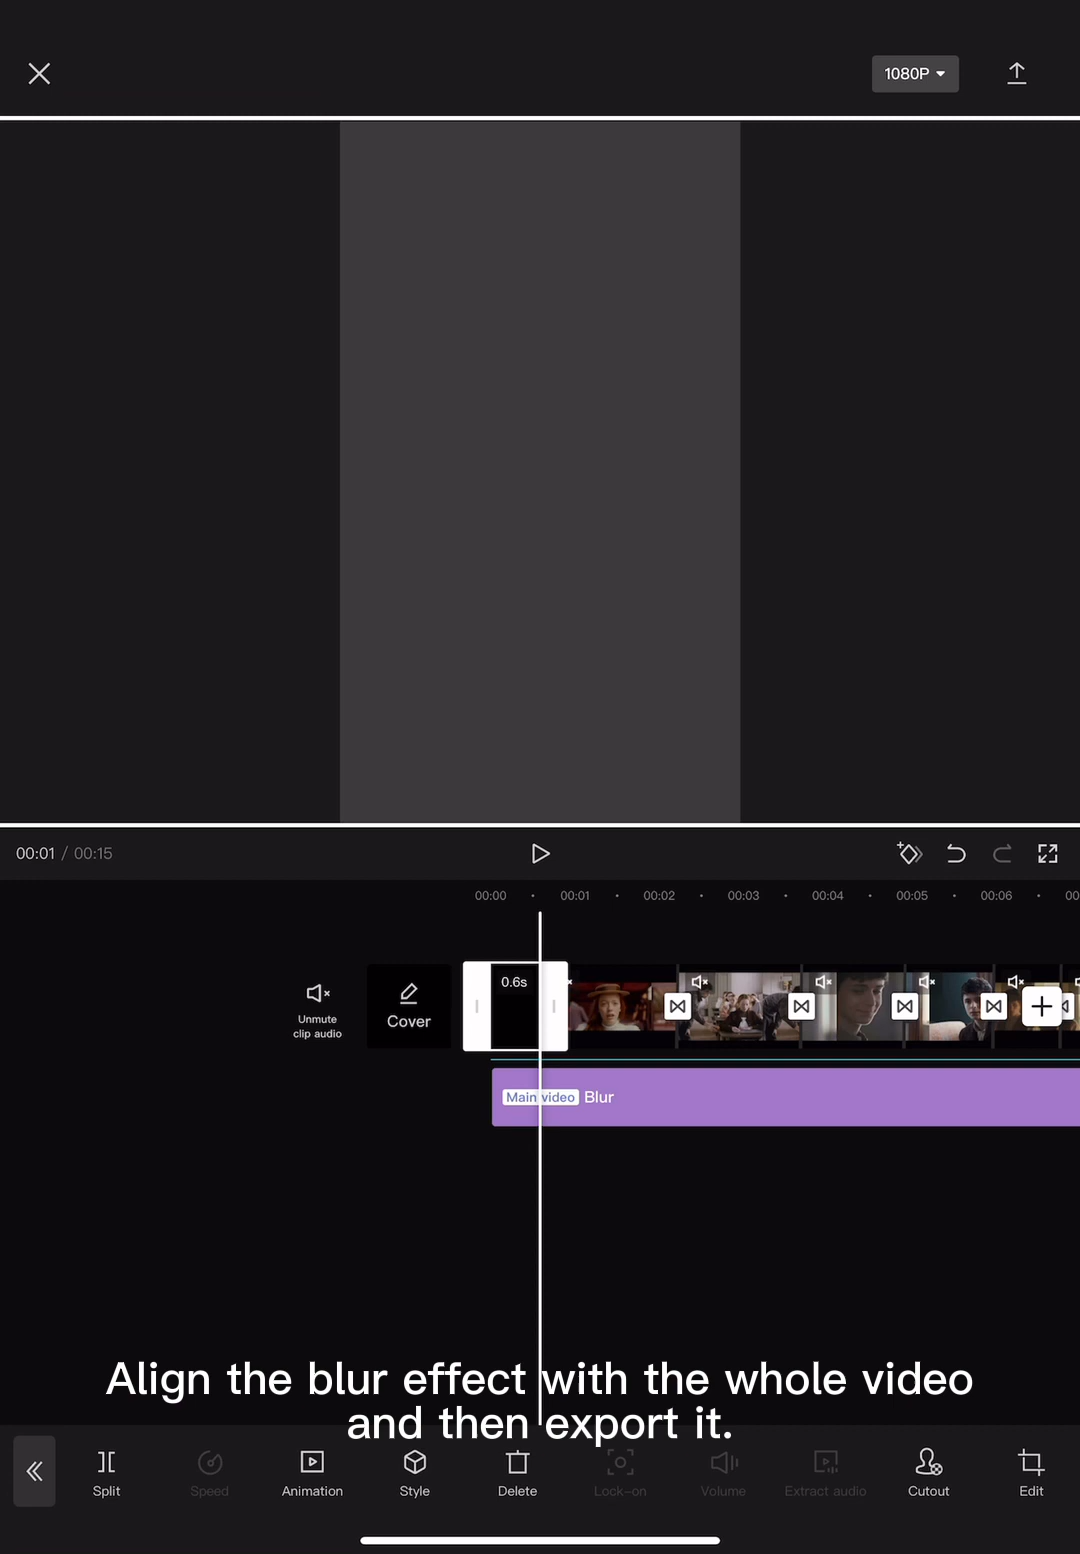 1080P
00:01 / 00:15
00:00 00:01 00:02 00:03 00:04 00:05 00:06 00
0.6s
Unmute
clip audio
Cover
Main video Blur
Align the blur effect with the whole video
and then export it.
Split Speed Animation Style Delete Lock-on Volume Extract audio Cutout Edit